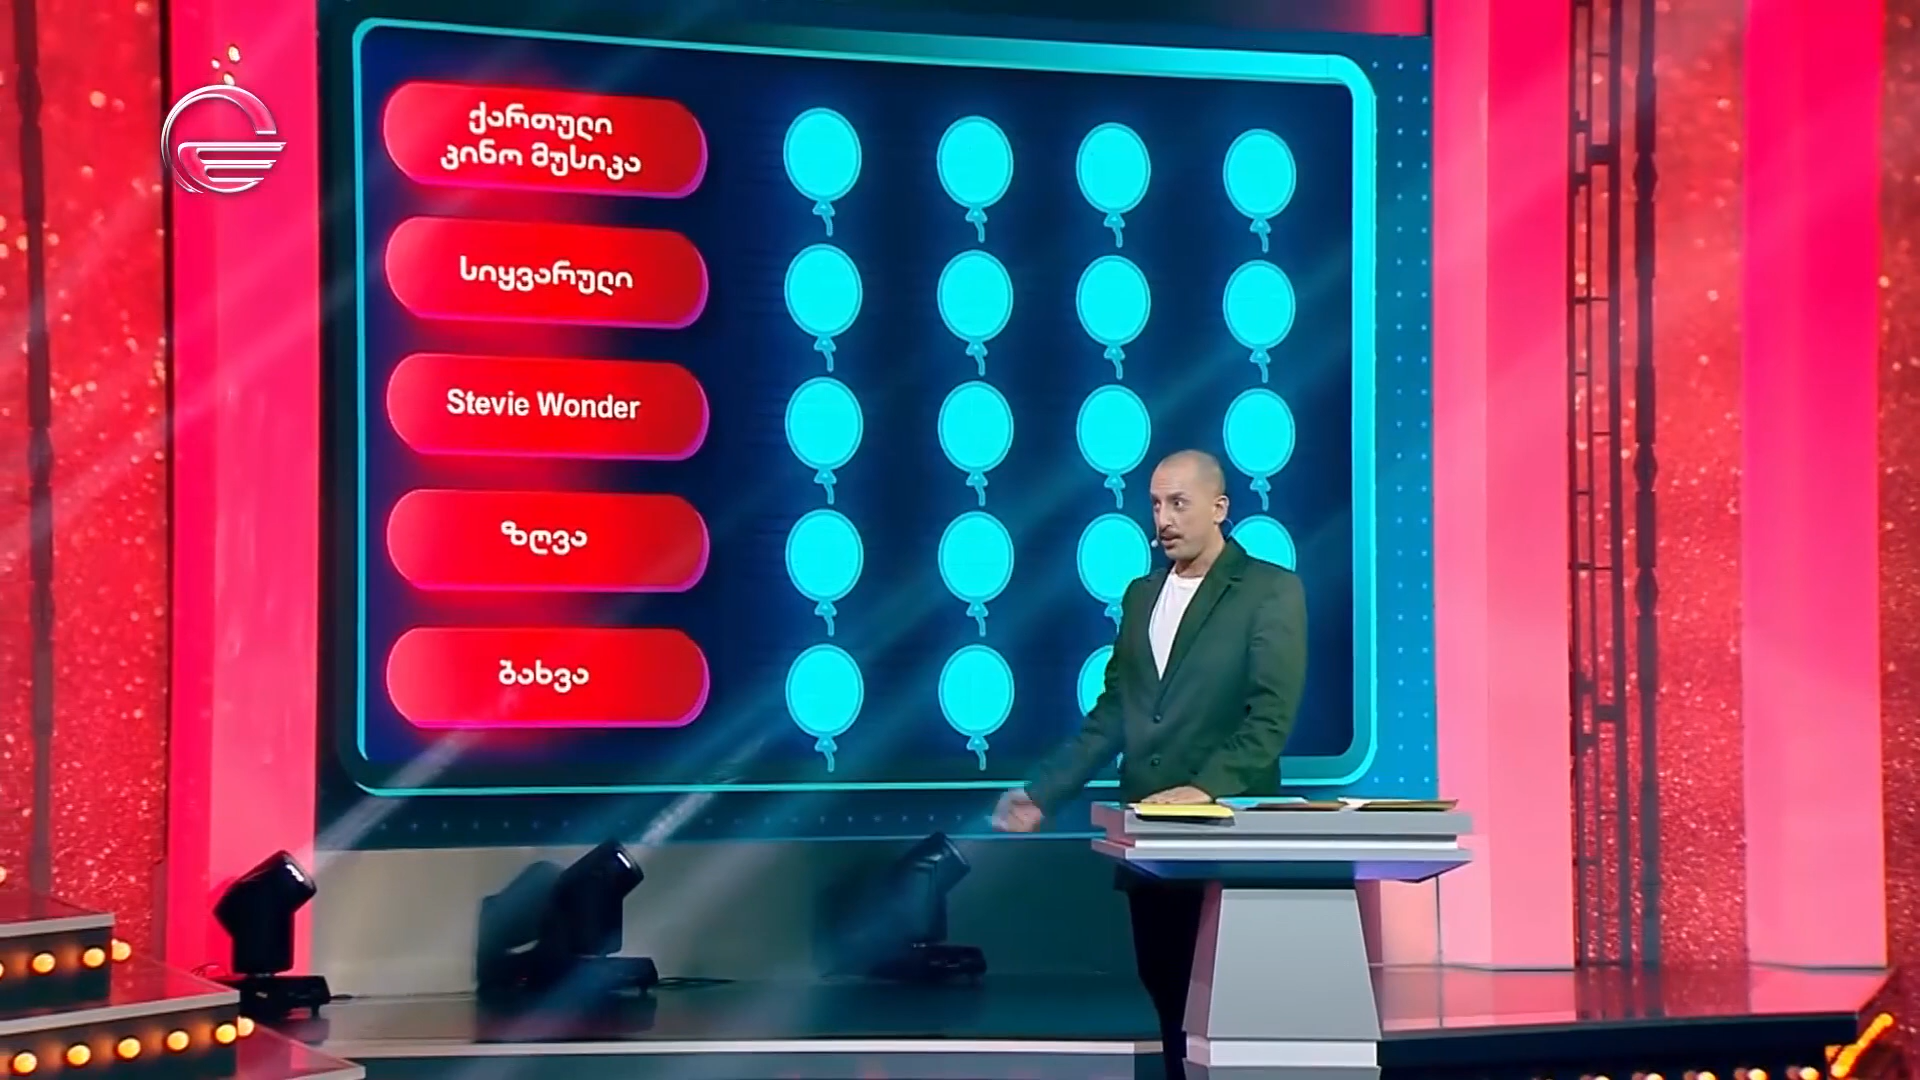 ქართული
კინო მუსიკა
სიყვარული
Stevie Wonder
ზღვა
ბახვა